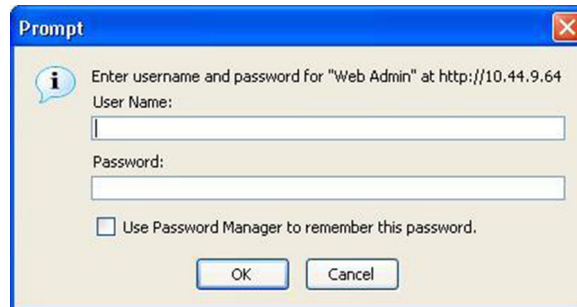 Prompt
Enter username and password for "Web Admin" at http://10.44.9.64
User Name:
Password:
Use Password Manager to remember this password.
OK
Cancel